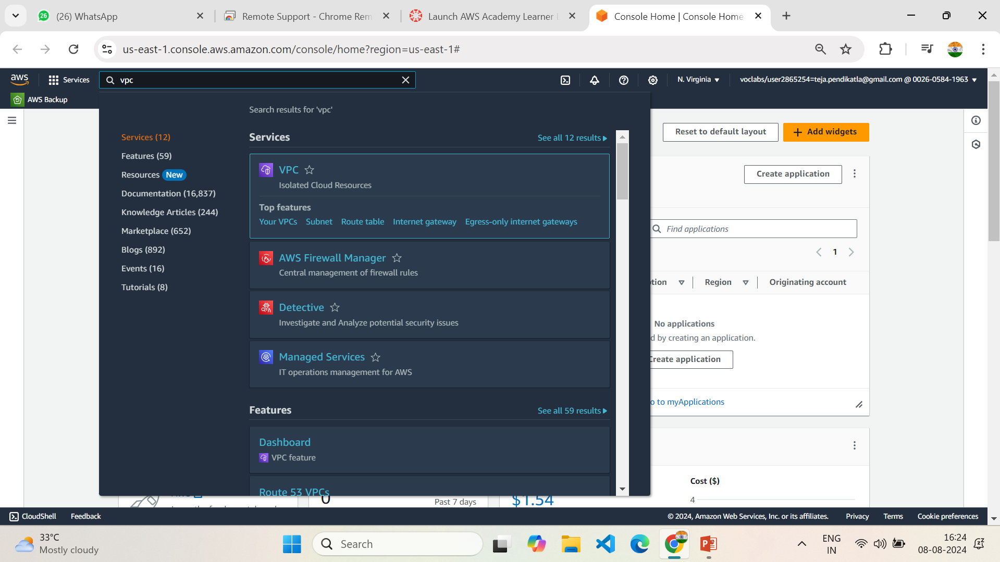 (26) WhatsApp
Remote Support - Chrome Rem
Launch AWS Academy Learner
Console Home | Console Home
us-east-1.console.aws.amazon.com/console/home?region=us-east-1#
aws
Services
vpc
N. Virginia
voclabs/user2865254=teja.pendikatla@gmail.com @ 0026-0584-1963
AWS Backup
Search results for 'vpc'
Services (12)
Features (59)
Resources New
Documentation (16,837)
Knowledge Articles (244)
Marketplace (652)
Blogs (892)
Events (16)
Tutorials (8)
Services
See all 12 results
VPC
Isolated Cloud Resources
Top features
Your VPCs Subnet Route table Internet gateway Egress-only internet gateways
AWS Firewall Manager
Central management of firewall rules
Detective
Investigate and Analyze potential security issues
Managed Services
IT operations management for AWS
Features
See all 59 results
Dashboard
VPC feature
Route 53 VPCs
Reset to default layout
Add widgets
Create application
Find applications
1
Region
Originating account
No applications
d by creating an application.
Create application
o to myApplications
Cost ($)
4
0
Past 7 days
$1.54
CloudShell
Feedback
© 2024, Amazon Web Services, Inc. or its affiliates.
Privacy
Terms
Cookie preferences
33°C
Mostly cloudy
Search
ENG
IN
16:24
08-08-2024